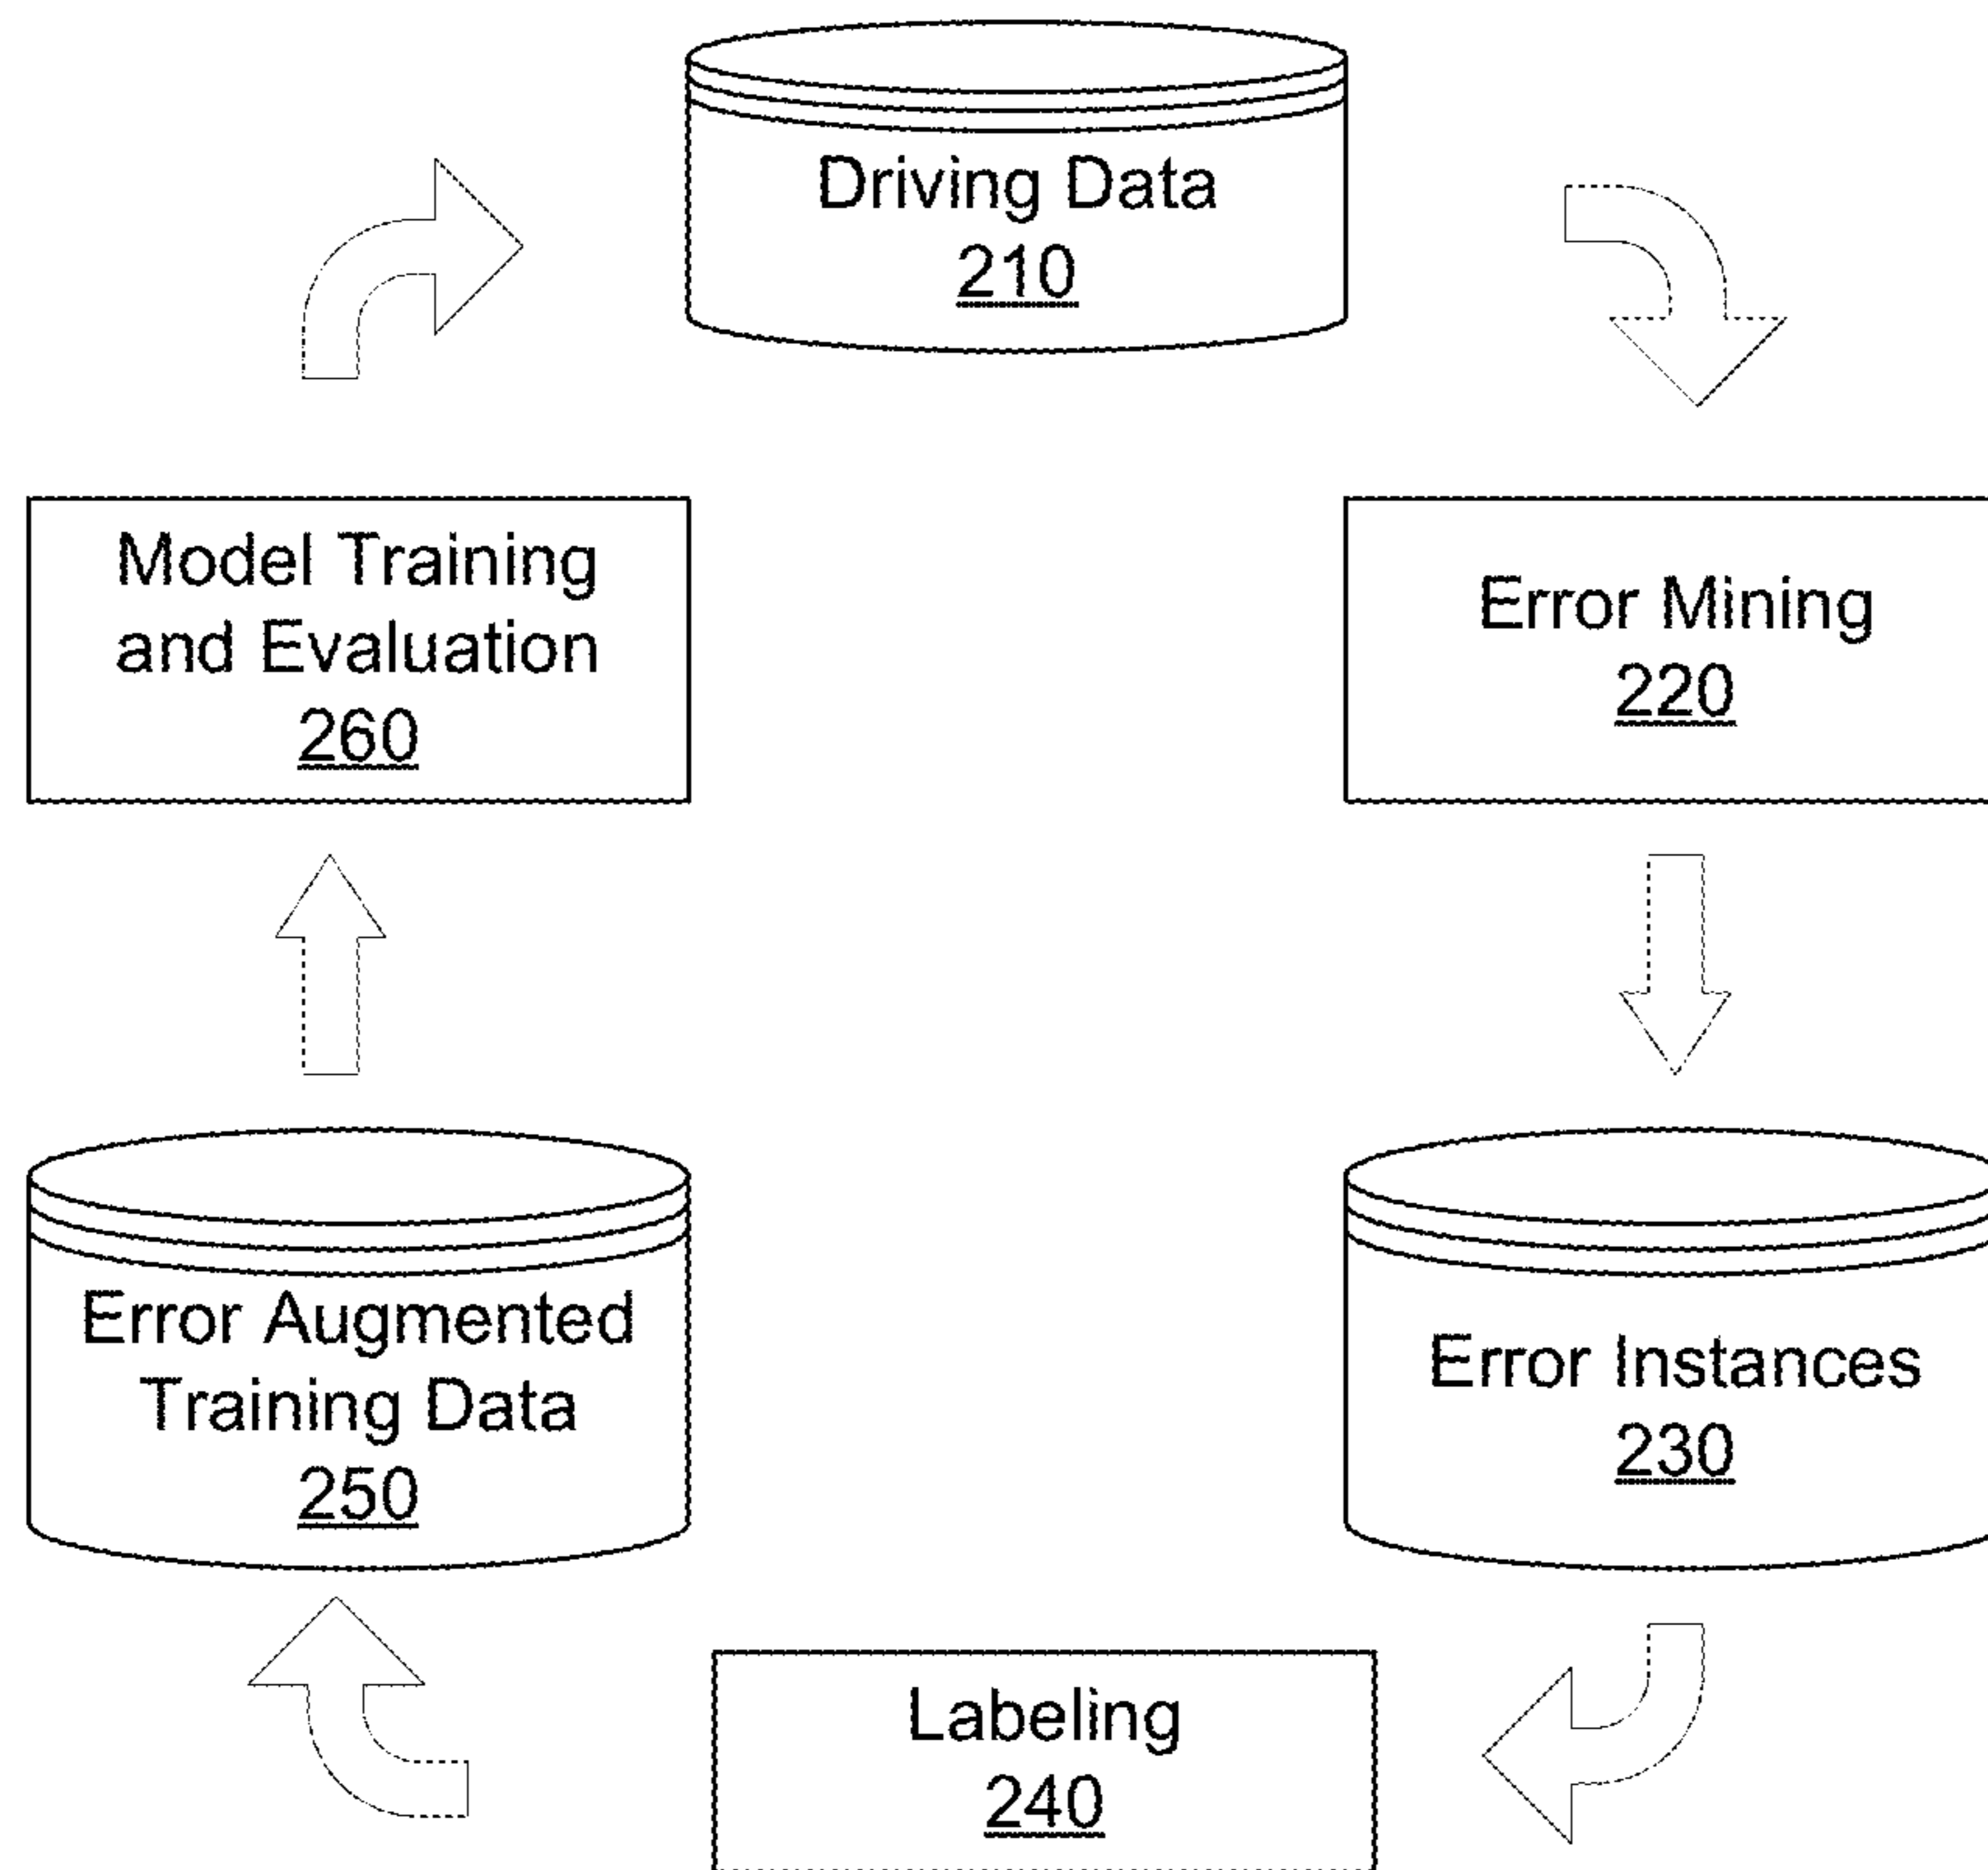 Driving Data
210
Error Mining
220
Error Instances
230
Labeling
240
Error Augmented
Training Data
250
Model Training
and Evaluation
260